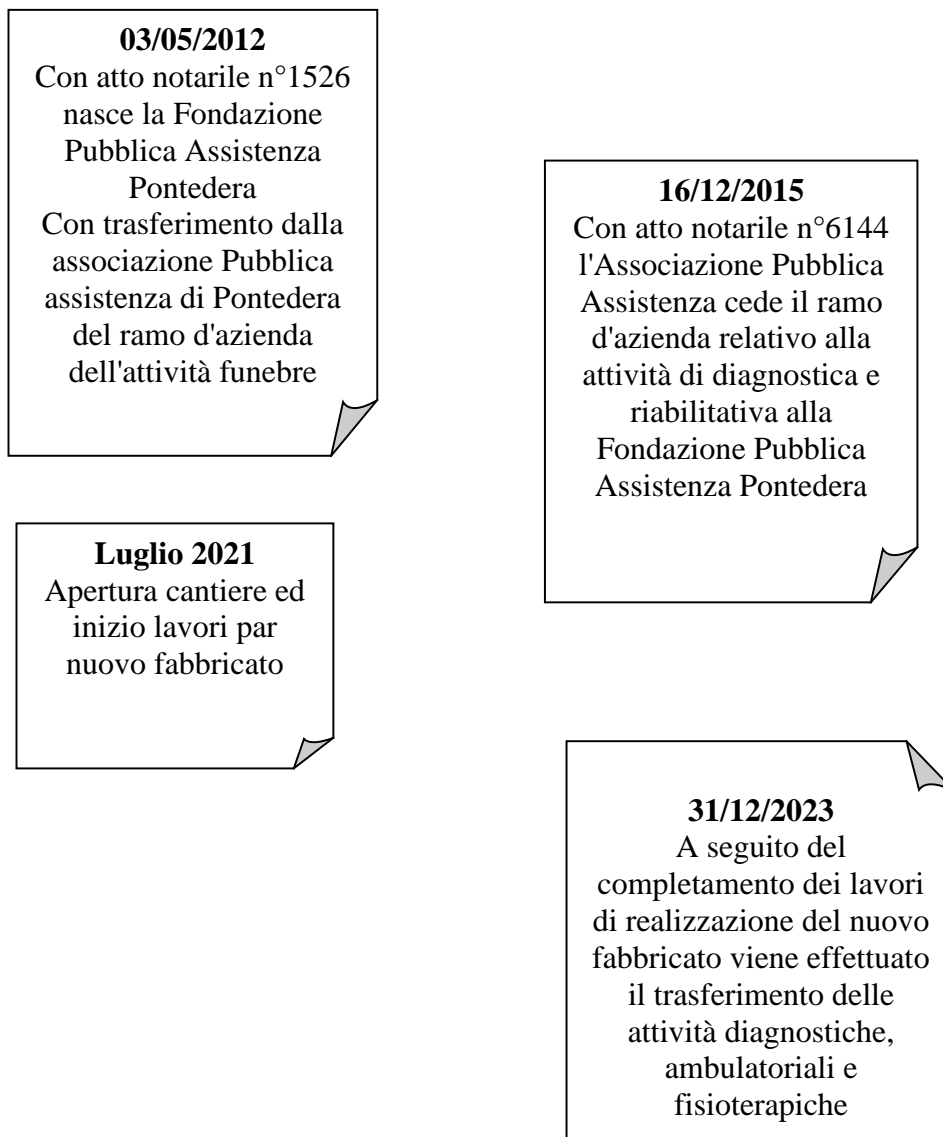 03/05/2012
Con atto notarile n°1526
nasce la Fondazione
Pubblica Assistenza
Pontedera
Con trasferimento dalla
associazione Pubblica
assistenza di Pontedera
del ramo d'azienda
dell'attività funebre
16/12/2015
Con atto notarile n°6144
l'Associazione Pubblica
Assistenza cede il ramo
d'azienda relativo alla
attività di diagnostica e
riabilitativa alla
Fondazione Pubblica
Assistenza Pontedera
Luglio 2021
Apertura cantiere ed
inizio lavori par
nuovo fabbricato
31/12/2023
A seguito del
completamento dei lavori
di realizzazione del nuovo
fabbricato viene effettuato
il trasferimento delle
attività diagnostiche,
ambulatoriali e
fisioterapiche